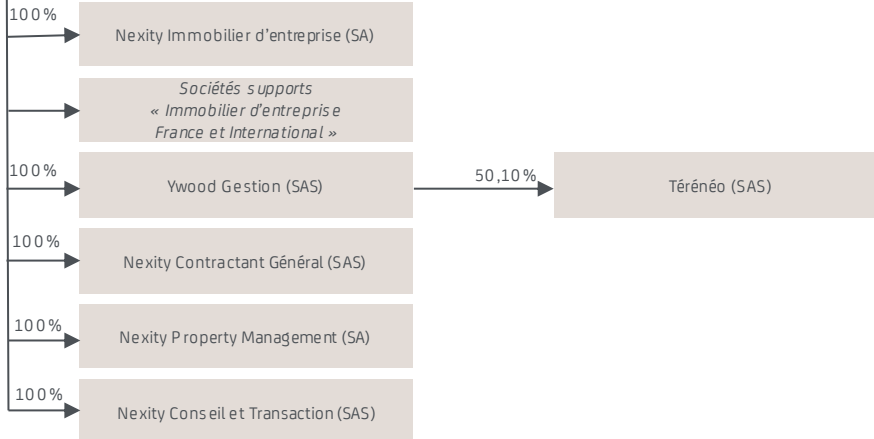 100%
Nexity Immobilier d'entreprise (SA)
Sociétés supports
« Immobilier d'entreprise
France et International »
100%
Ywood Gestion (SAS)
50,10%
Térénéo (SAS)
100%
Nexity Contractant Général (SAS)
100%
Nexity Property Management (SA)
100%
Nexity Conseil et Transaction (SAS)